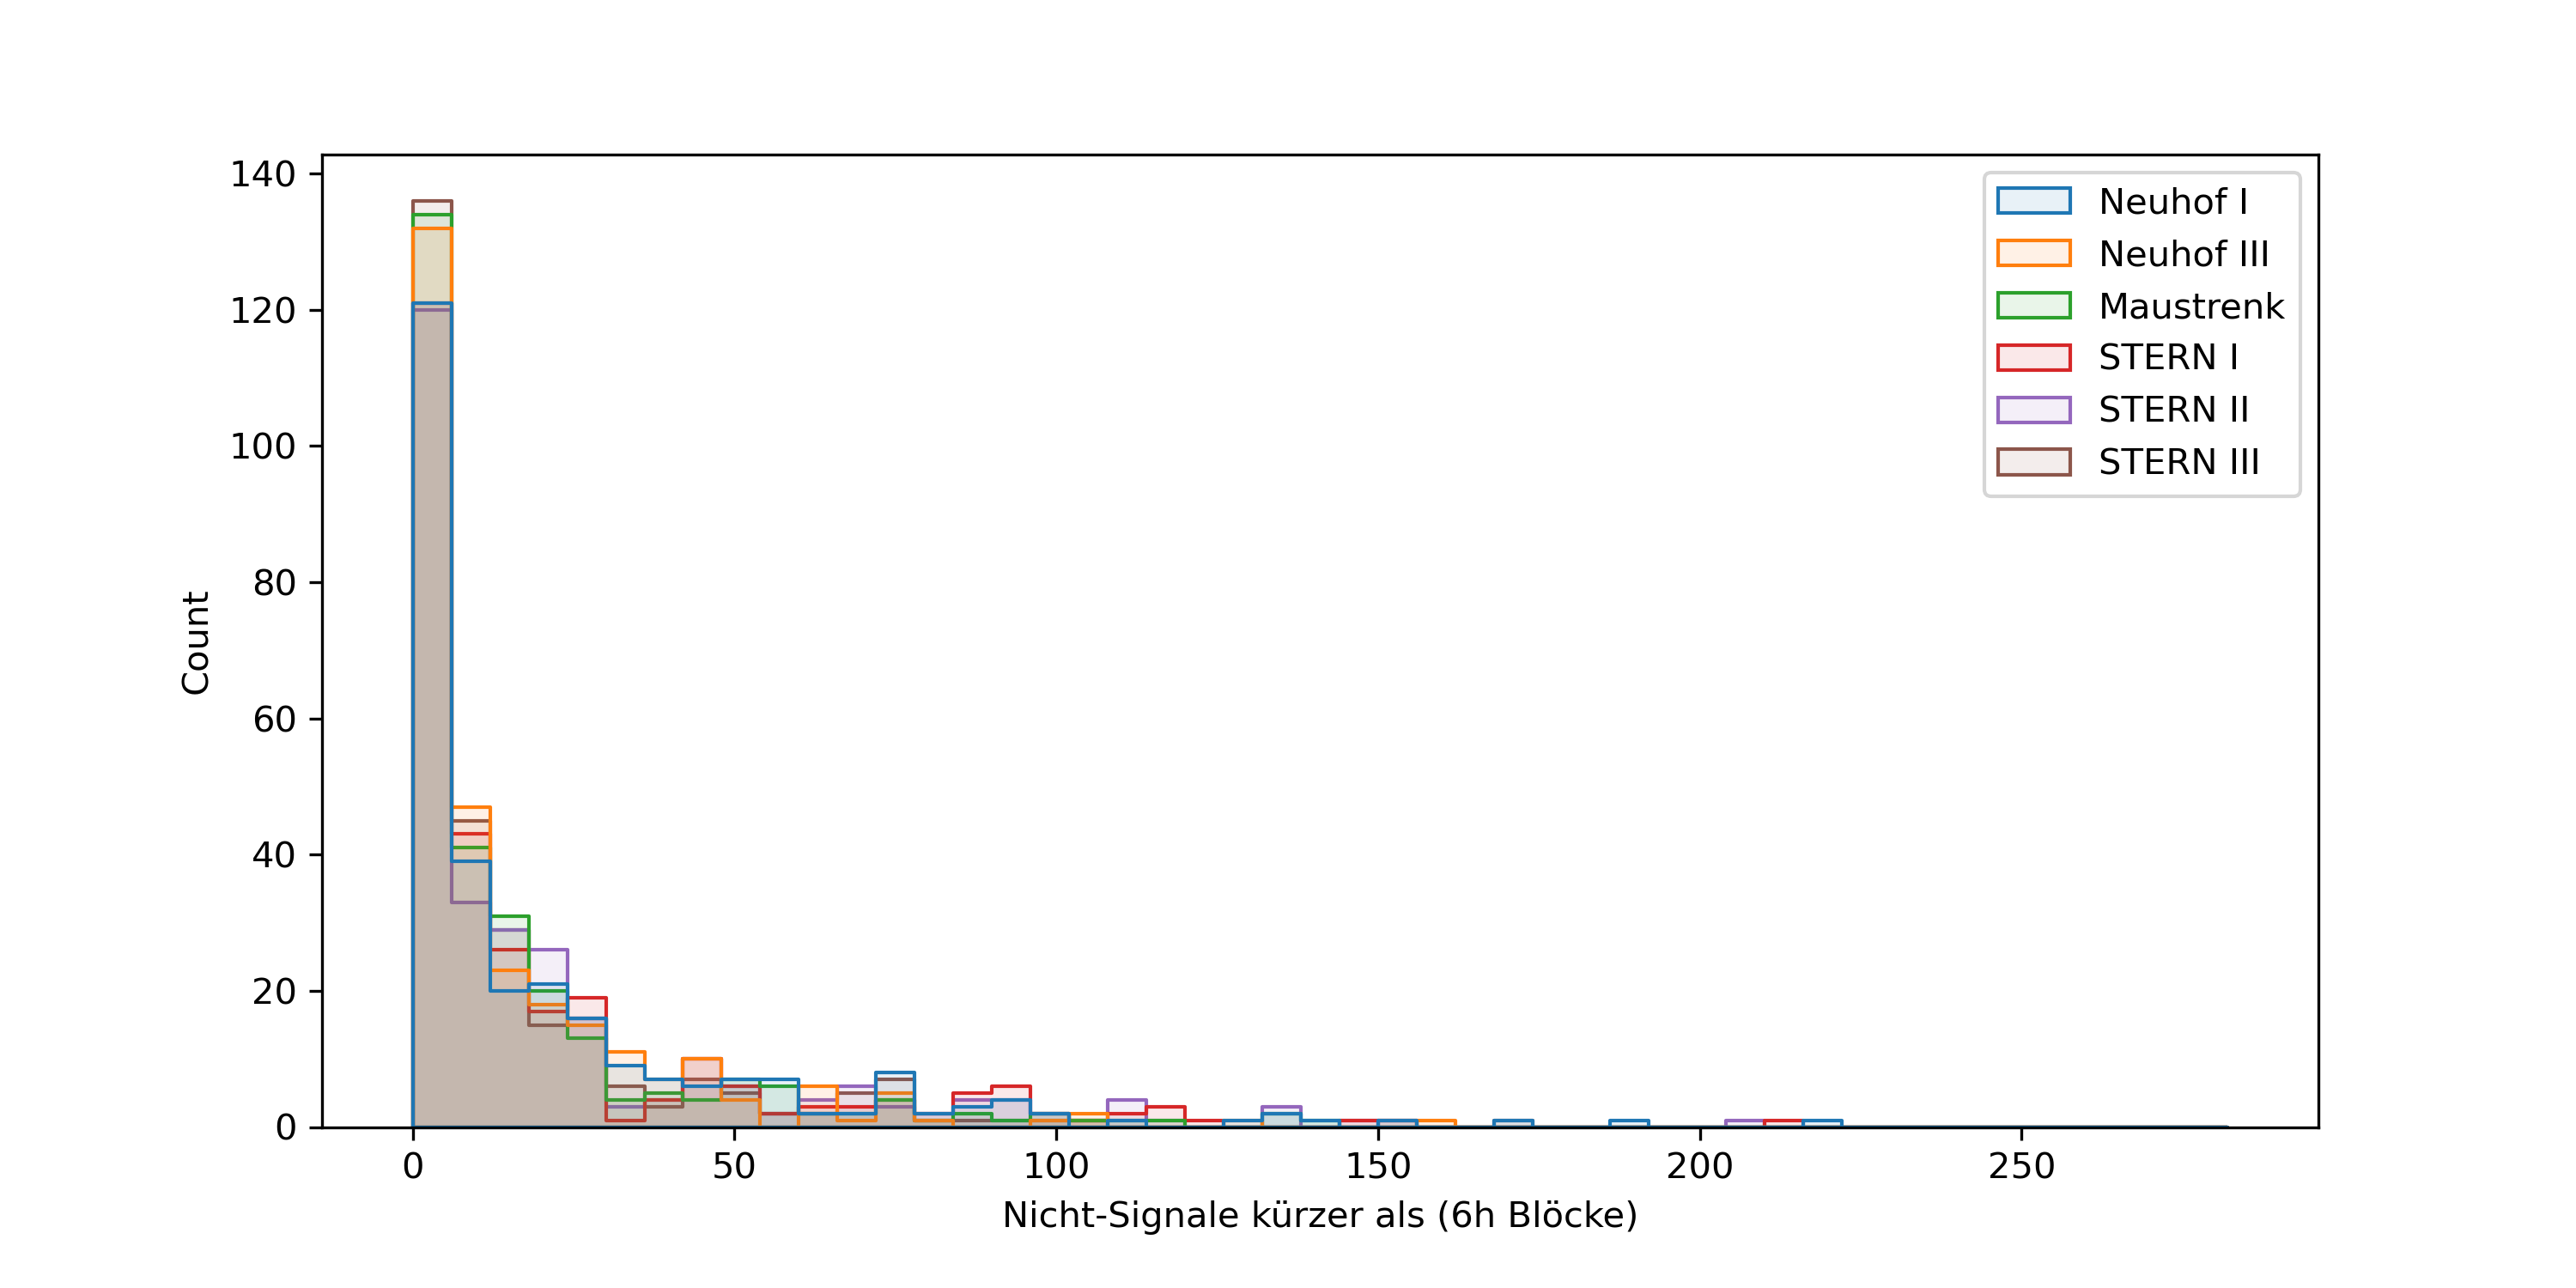 140
120
100
80
60
40
20
0
Count
0 50 100 150 200 250
Nicht-Signale kürzer als (6h Blöcke)
Neuhof I
Neuhof III
Maustrenk
STERN I
STERN II
STERN III